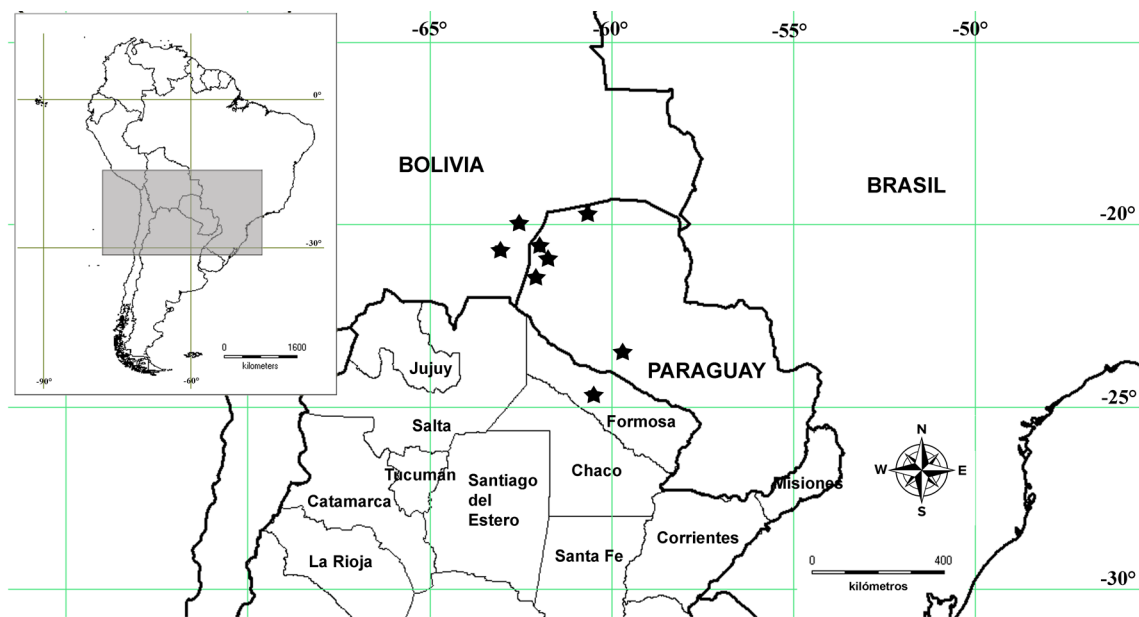 -65°
-60°
-55°
-50°
0°
-30°
0 1600
kilometers
-90°
-60°
BOLIVIA
BRASIL
-20°
PARAGUAY
Jujuy
-25°
Salta
Formosa
Tucumán
Chaco
Santiago
del
Estero
Catamarca
Misiones
La Rioja
Santa Fe
Corrientes
N
W
E
S
0 400
kilómetros
-30°